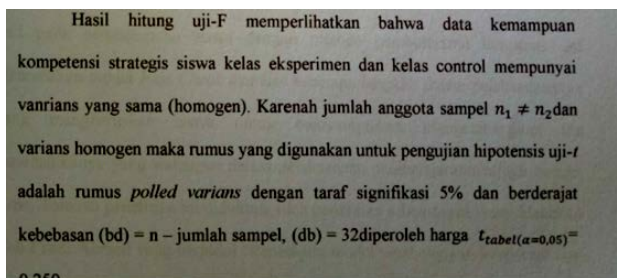 Hasil hitung uji-F memperlihatkan bahwa data kemampuan
kompetensi strategis siswa kelas eksperimen dan kelas control mempunyai
vanrians yang sama (homogen). Karenah jumlah anggota sampel n₁ ≠ n₂dan
varians homogen maka rumus yang digunakan untuk pengujian hipotensis uji-t
adalah rumus polled varians dengan taraf signifikasi 5% dan berderajat
kebebasan (bd) = n – jumlah sampel, (db) = 32diperoleh harga t_tabel(α=0,05)=